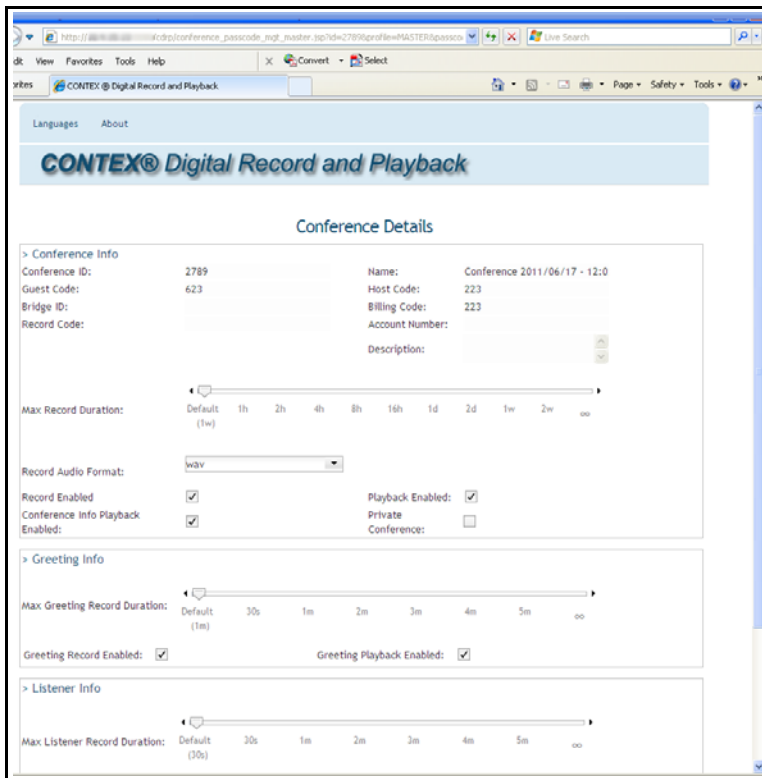 http:// /cdrp/conference_passcode_mgt_master.jsp?id=2789&profile=MASTER&passco Live Search
dit View Favorites Tools Help x Convert Select
orites CONTEX ® Digital Record and Playback Page Safety Tools
Languages About
CONTEX® Digital Record and Playback
Conference Details
> Conference Info
Conference ID: 2789 Name: Conference 2011/06/17 - 12:0
Guest Code: 623 Host Code: 223
Bridge ID: Billing Code: 223
Record Code: Account Number:
Description:
Max Record Duration: Default 1h 2h 4h 8h 16h 1d 2d 1w 2w ∞
(1w)
Record Audio Format: wav
Record Enabled Playback Enabled:
Conference Info Playback Enabled: Private Conference:
> Greeting Info
Max Greeting Record Duration: Default 30s 1m 2m 3m 4m 5m ∞
(1m)
Greeting Record Enabled: Greeting Playback Enabled:
> Listener Info
Max Listener Record Duration: Default 30s 1m 2m 3m 4m 5m ∞
(30s)